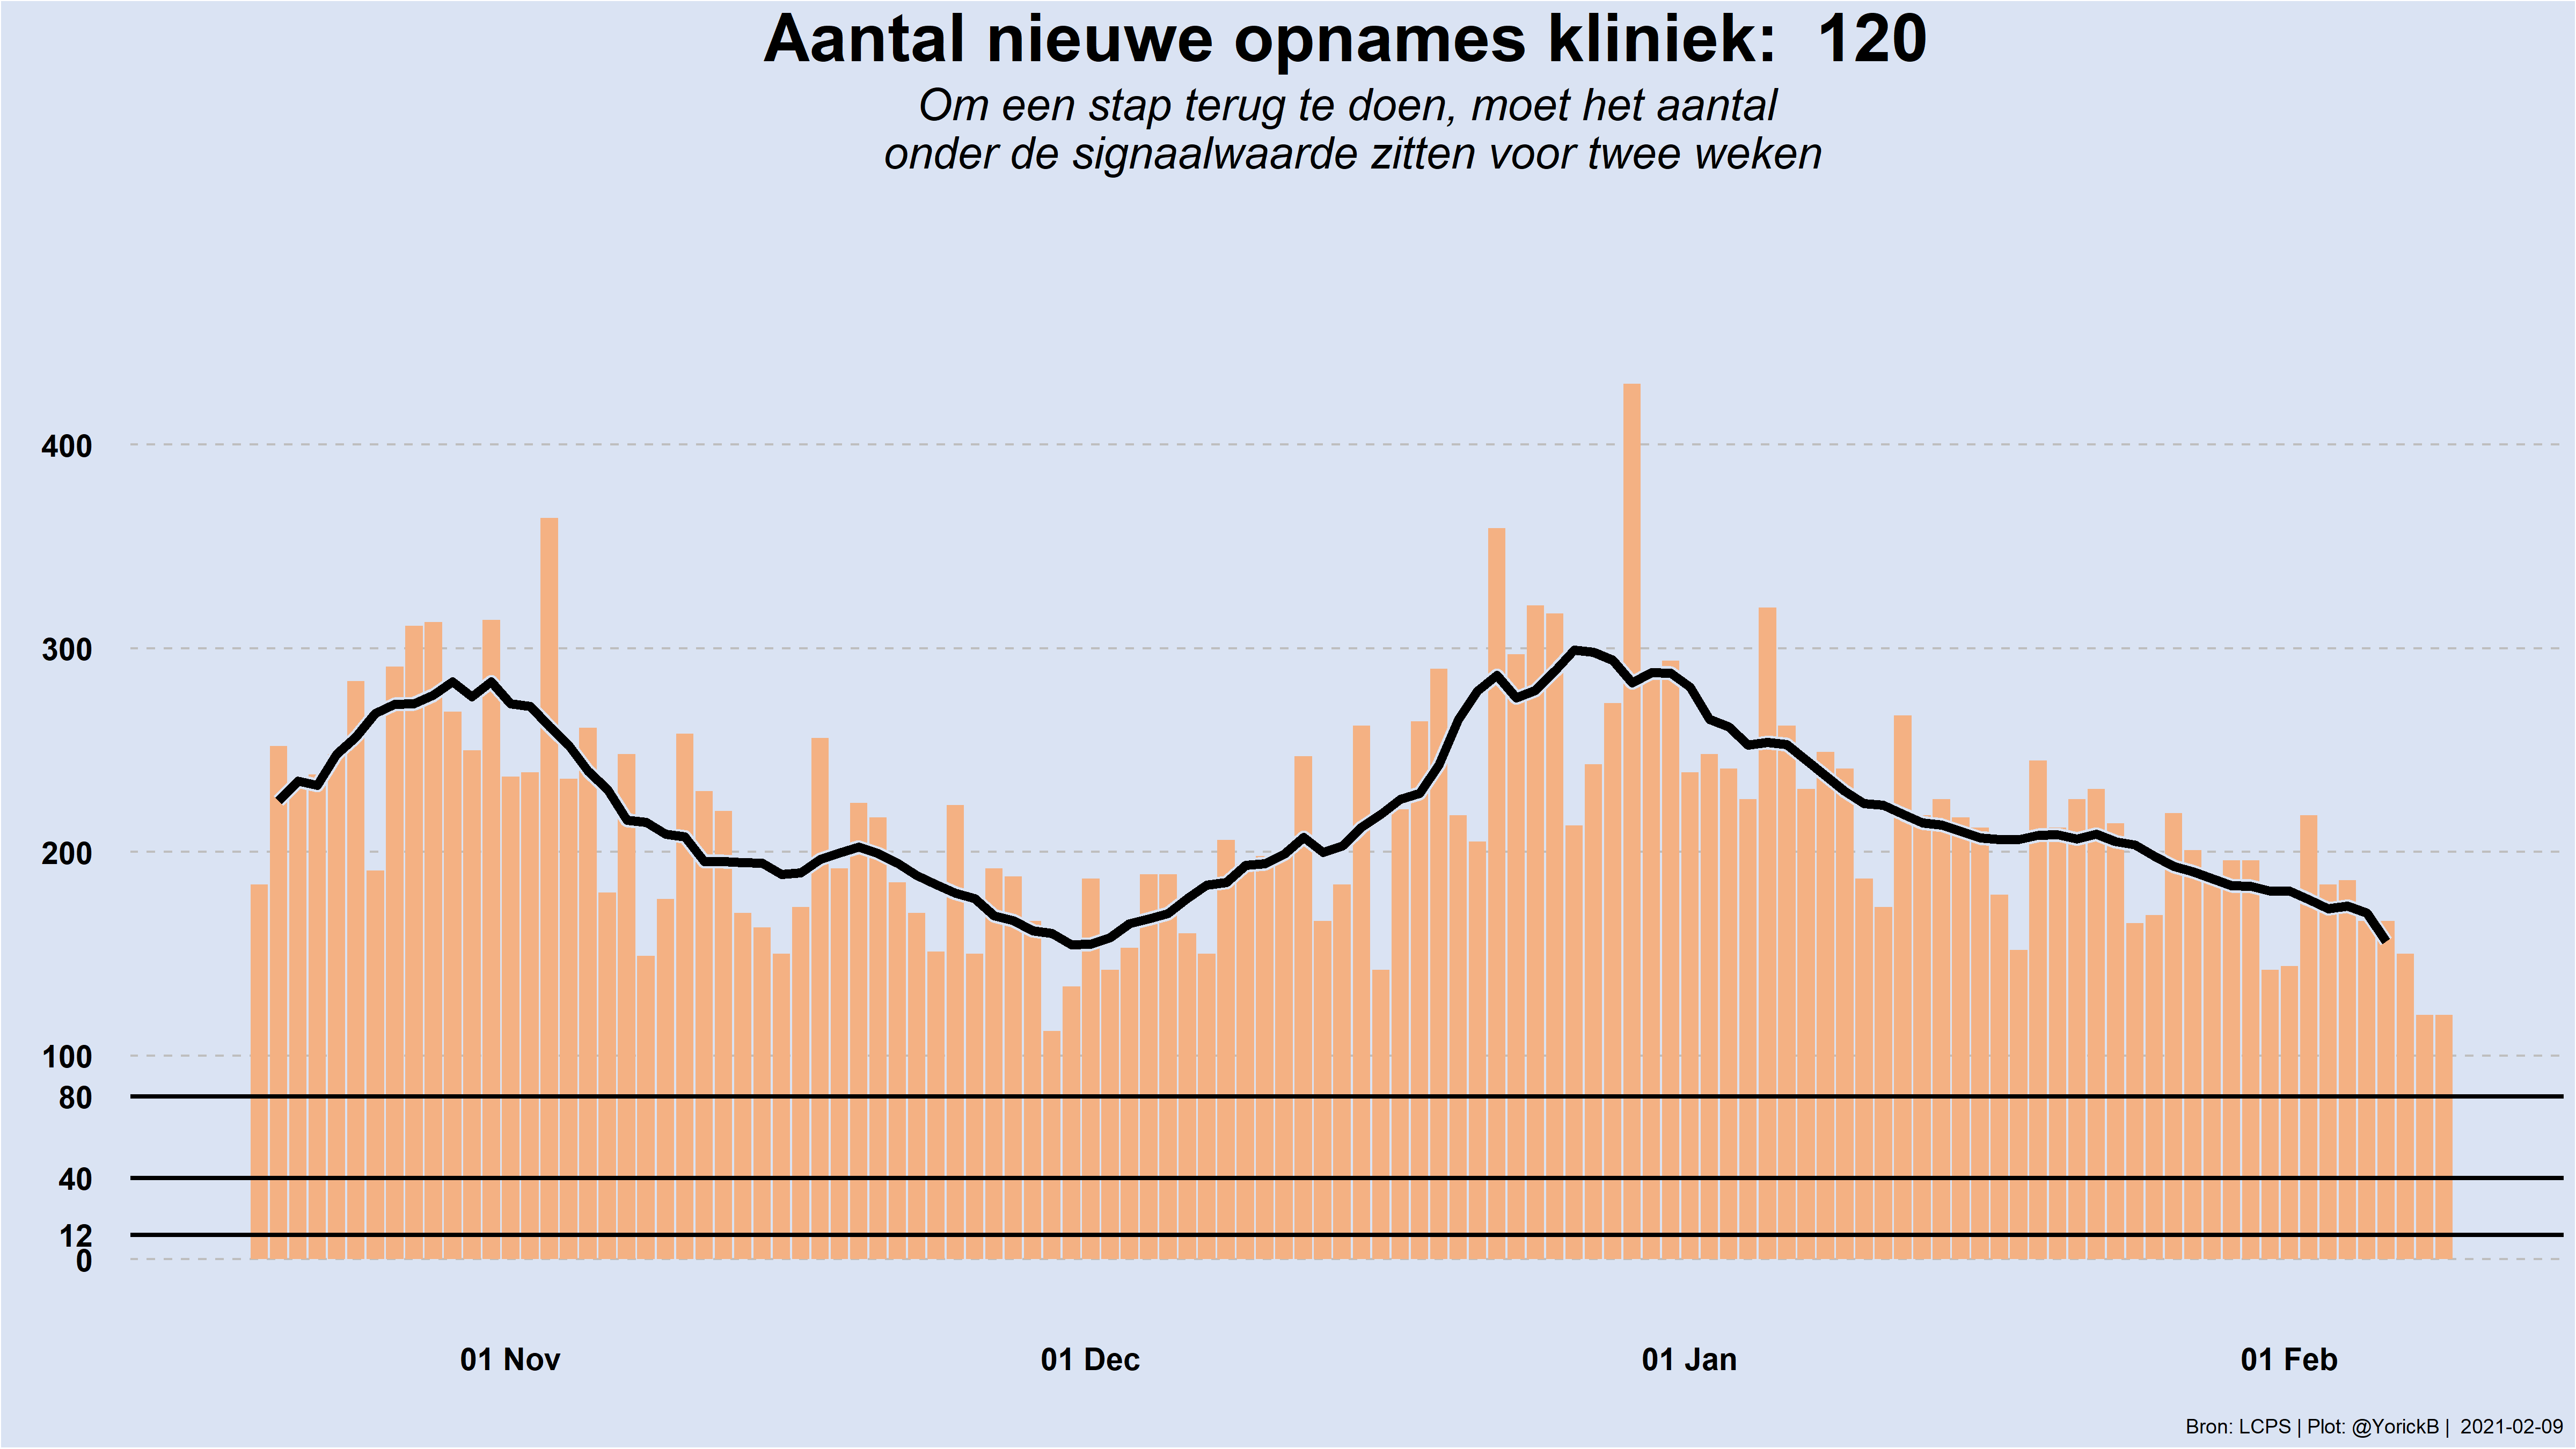 Aantal nieuwe opnames kliniek:  120
Om een stap terug te doen, moet het aantal
onder de signaalwaarde zitten voor twee weken
400
300
200
100
80
40
12
0
01 Nov
01 Dec
01 Jan
01 Feb
Bron: LCPS | Plot: @YorickB |  2021-02-09